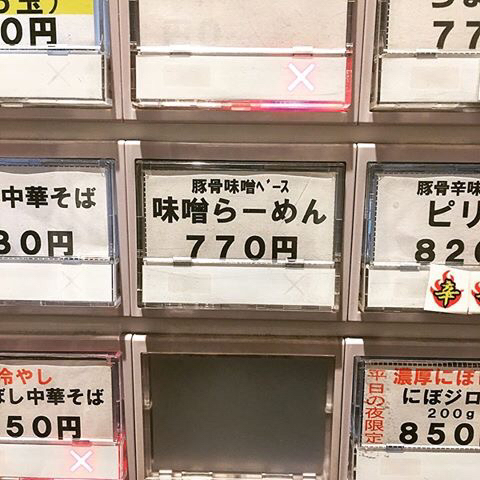 玉)
0円
77
中華そば
80円
豚骨味噌ベース
味噌らーめん
770円
豚骨辛味
ピリ
820
辛
冷やし
ぼし中華そば
50円
平日の夜限定
濃厚にぼ
にぼジロ
200g
850